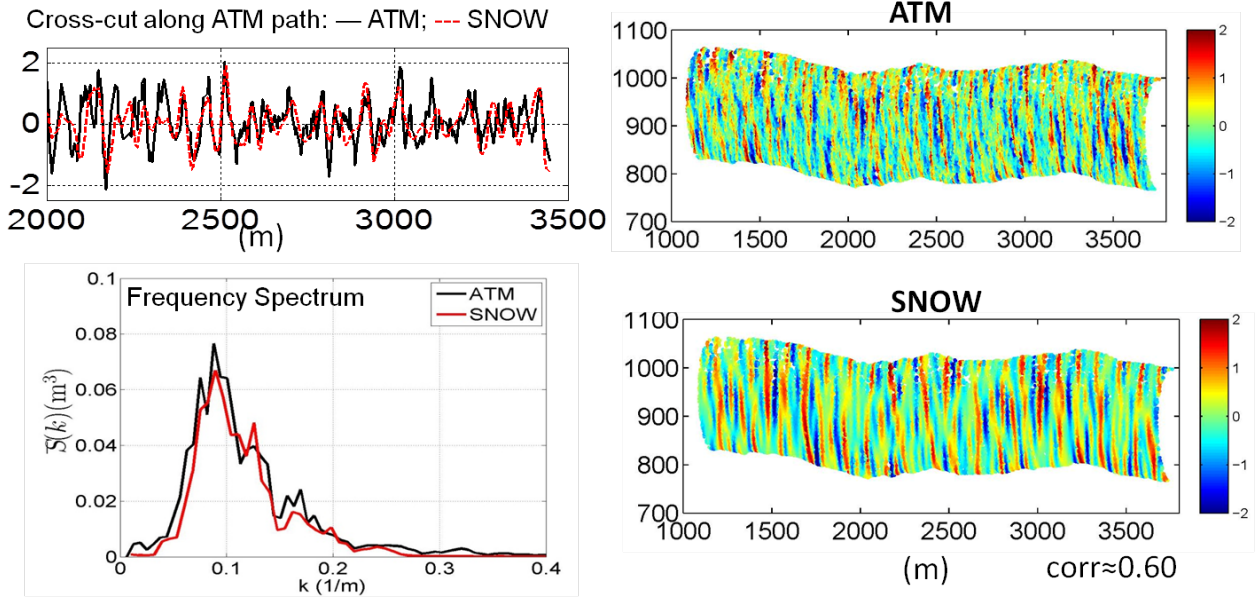 Cross-cut along ATM path: — ATM; --- SNOW
2
0
-2
2000 2500 3000 3500
(m)
ATM
1100
1000
900
800
700
1000 1500 2000 2500 3000 3500
2
1
0
−1
−2
Frequency Spectrum
ATM
SNOW
0.1
0.08
0.06
0.04
0.02
0
0 0.1 0.2 0.3 0.4
S̅(k)(m³)
k (1/m)
SNOW
1100
1000
900
800
700
1000 1500 2000 2500 3000 3500
2
1
0
−1
−2
(m) corr≈0.60